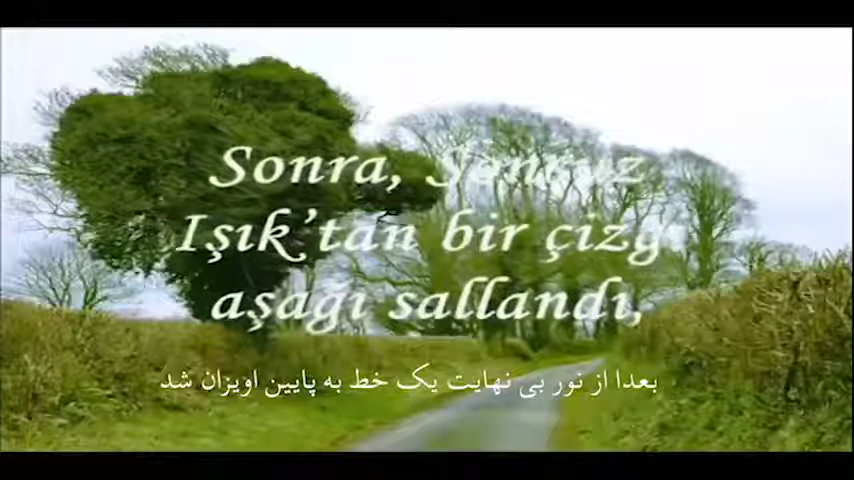 Sonra, Sonsuz
Işık'tan bir çizgi
aşağı sallandı,
بعدا از نور بی نهایت یک خط به پایین اویزان شد